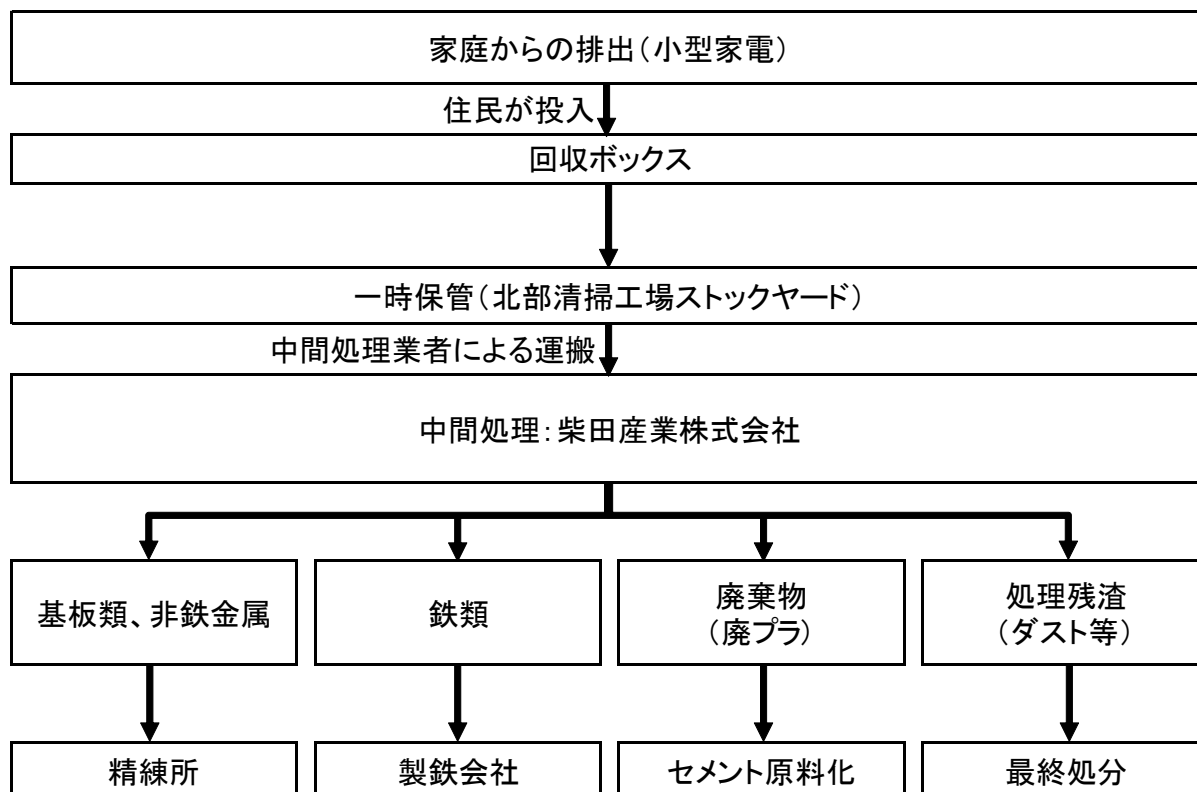 家庭からの排出（小型家電）
住民が投入
回収ボックス
一時保管（北部清掃工場ストックヤード）
中間処理業者による運搬
中間処理：柴田産業株式会社
基板類、非鉄金属
鉄類
廃棄物
（廃プラ）
処理残渣
（ダスト等）
精練所
製鉄会社
セメント原料化
最終処分